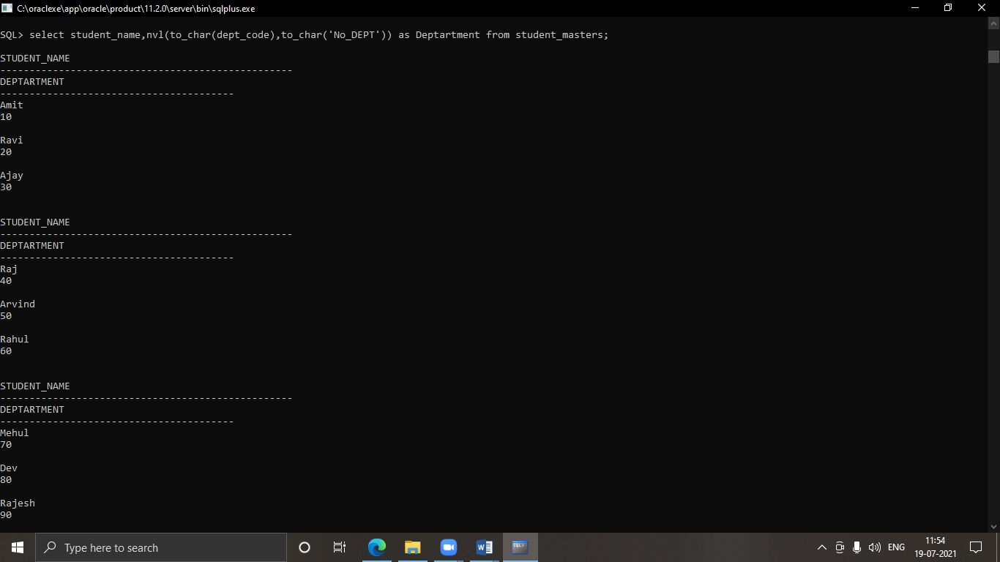 C:\oraclexe\app\oracle\product\11.2.0\server\bin\sqlplus.exe
SQL> select student_name,nvl(to_char(dept_code),to_char('No_DEPT')) as Deptartment from student_masters;
STUDENT_NAME
--------------------------------------------------
DEPTARTMENT
----------------------------------------
Amit
10
Ravi
20
Ajay
30
STUDENT_NAME
--------------------------------------------------
DEPTARTMENT
----------------------------------------
Raj
40
Arvind
50
Rahul
60
STUDENT_NAME
--------------------------------------------------
DEPTARTMENT
----------------------------------------
Mehul
70
Dev
80
Rajesh
90
Type here to search
ENG
11:54
19-07-2021